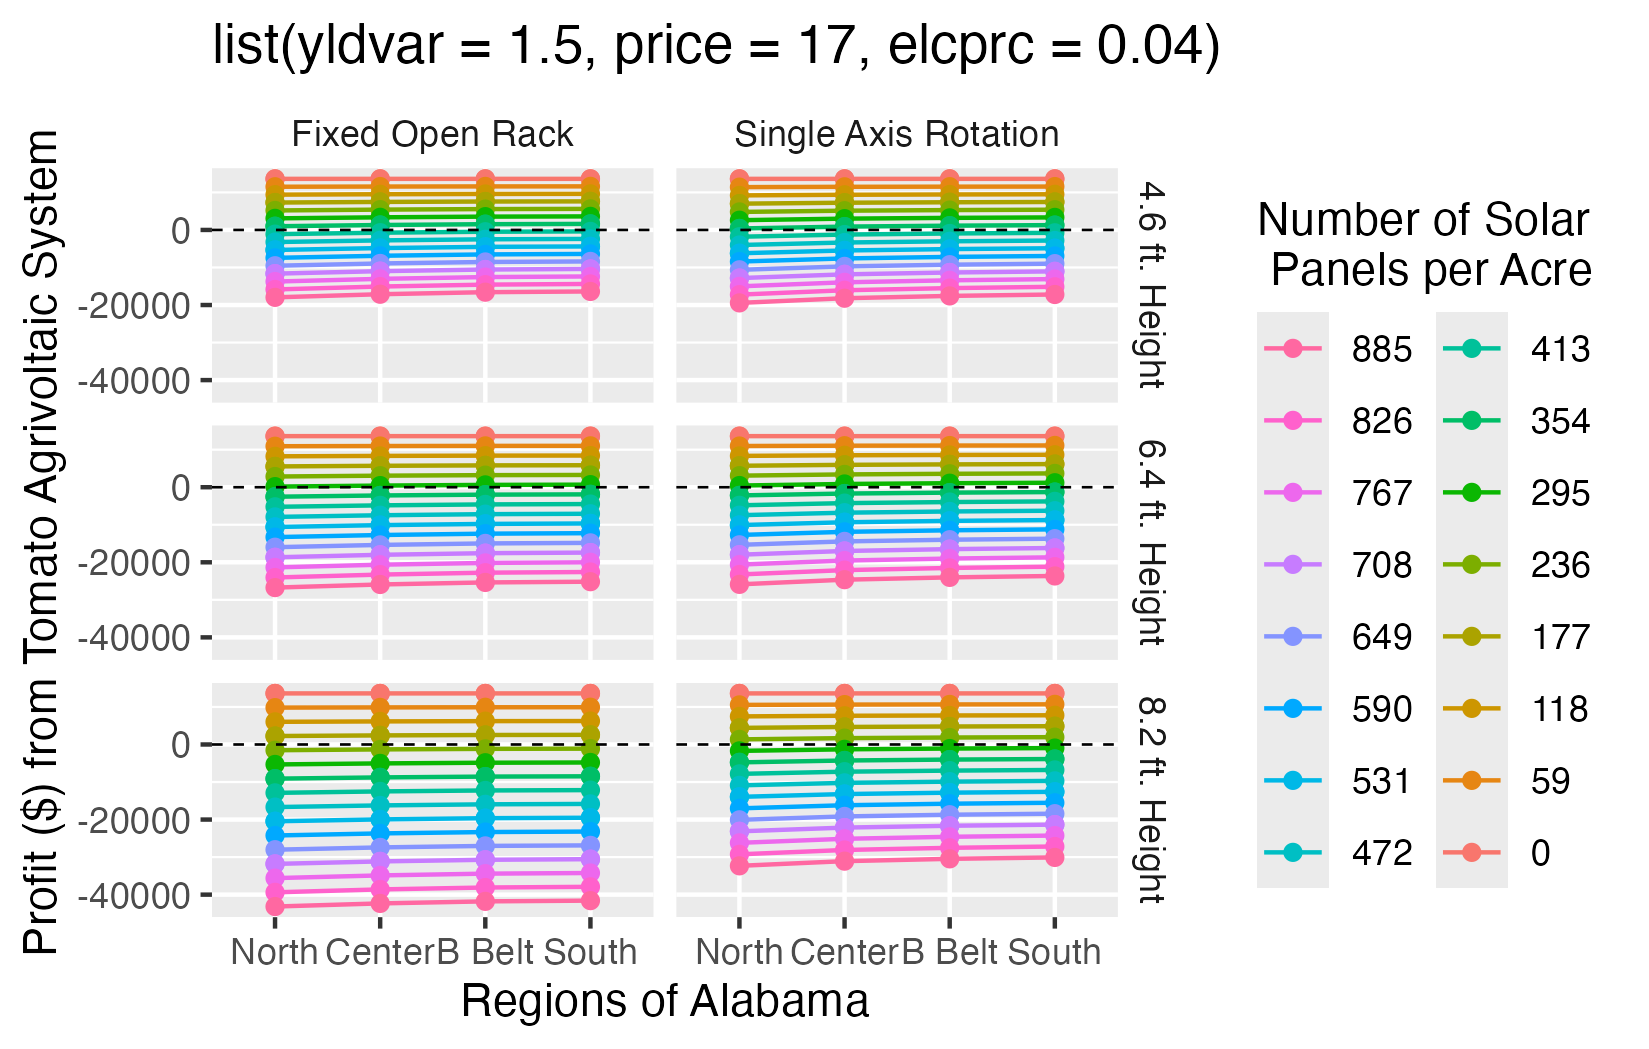 list(yldvar = 1.5, price = 17, elcprc = 0.04)
Profit ($) from Tomato Agrivoltaic System
Fixed Open Rack
Single Axis Rotation
0
-20000
-40000
4.6 ft. Height
0
-20000
-40000
6.4 ft. Height
0
-20000
-40000
8.2 ft. Height
North Center B Belt South
North Center B Belt South
Regions of Alabama
Number of Solar
Panels per Acre
885 413
826 354
767 295
708 236
649 177
590 118
531 59
472 0